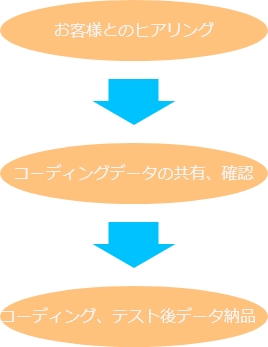 お客様とのヒアリング
コーディングデータの共有、確認
コーディング、テスト後データ納品